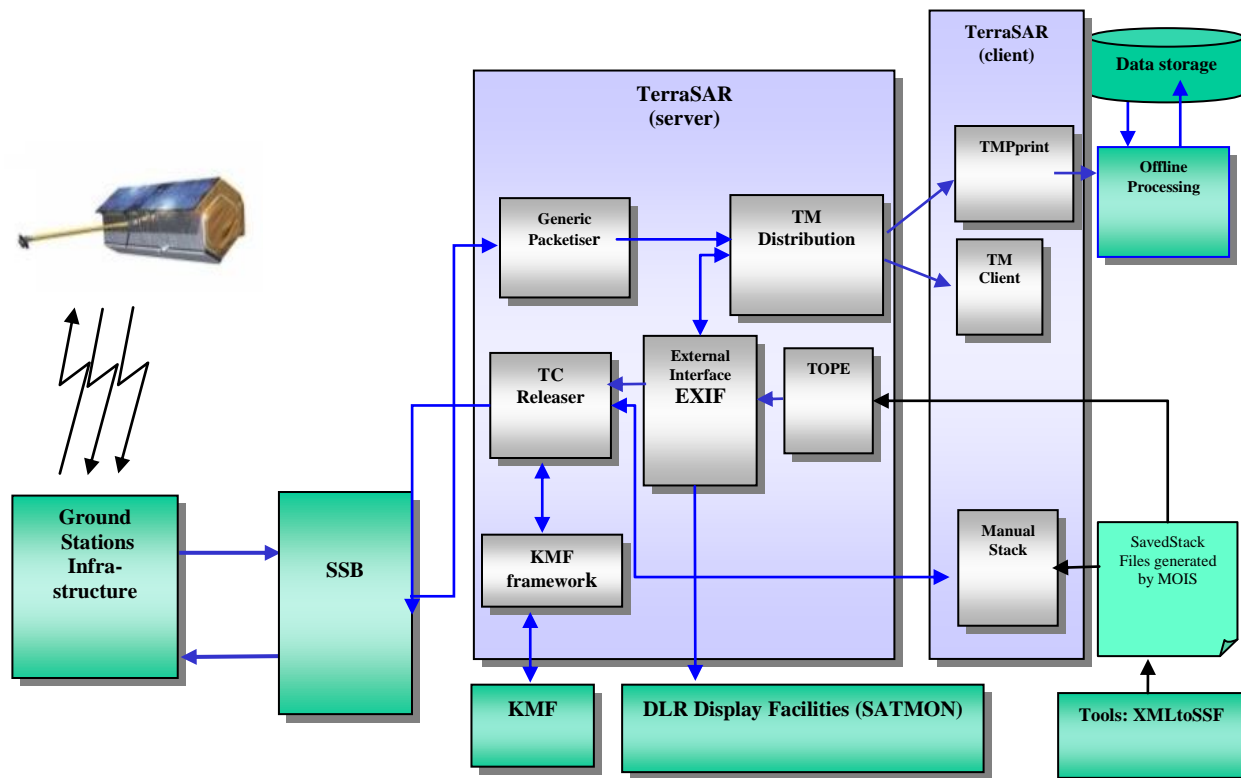 TerraSAR
(server)
TerraSAR
(client)
Data storage
Generic
Packetiser
TM
Distribution
TMPprint
Offline
Processing
TM
Client
TC
Releaser
External
Interface
EXIF
TOPE
Ground
Stations
Infra-
structure
SSB
KMF
framework
Manual
Stack
SavedStack
Files generated
by MOIS
KMF
DLR Display Facilities (SATMON)
Tools: XMLtoSSF